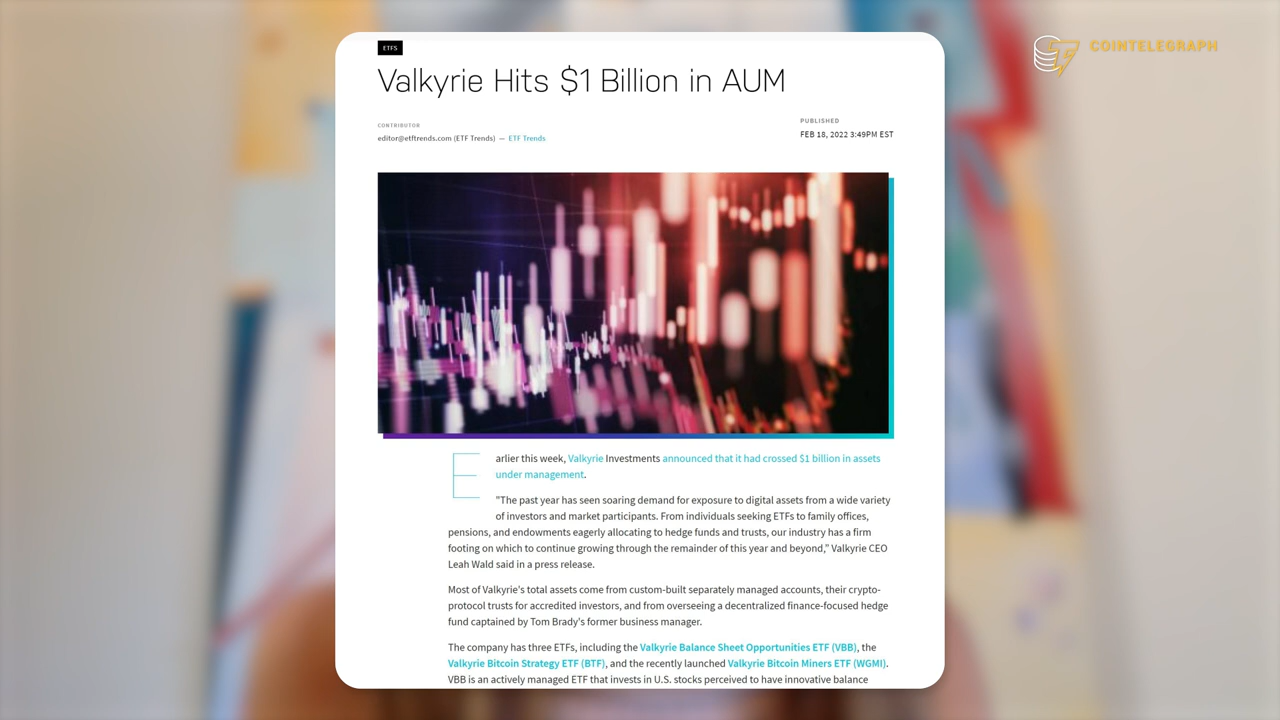 COINTELEGRAPH
ETFS
Valkyrie Hits $1 Billion in AUM
CONTRIBUTOR
editor@etftrends.com (ETF Trends) — ETF Trends
PUBLISHED
FEB 18, 2022 3:49PM EST
Earlier this week, Valkyrie Investments announced that it had crossed $1 billion in assets
under management.
"The past year has seen soaring demand for exposure to digital assets from a wide variety
of investors and market participants. From individuals seeking ETFs to family offices,
pensions, and endowments eagerly allocating to hedge funds and trusts, our industry has a firm
footing on which to continue growing through the remainder of this year and beyond,” Valkyrie CEO
Leah Wald said in a press release.
Most of Valkyrie's total assets come from custom-built separately managed accounts, their crypto-
protocol trusts for accredited investors, and from overseeing a decentralized finance-focused hedge
fund captained by Tom Brady's former business manager.
The company has three ETFs, including the Valkyrie Balance Sheet Opportunities ETF (VBB), the
Valkyrie Bitcoin Strategy ETF (BTF), and the recently launched Valkyrie Bitcoin Miners ETF (WGMI).
VBB is an actively managed ETF that invests in U.S. stocks perceived to have innovative balance